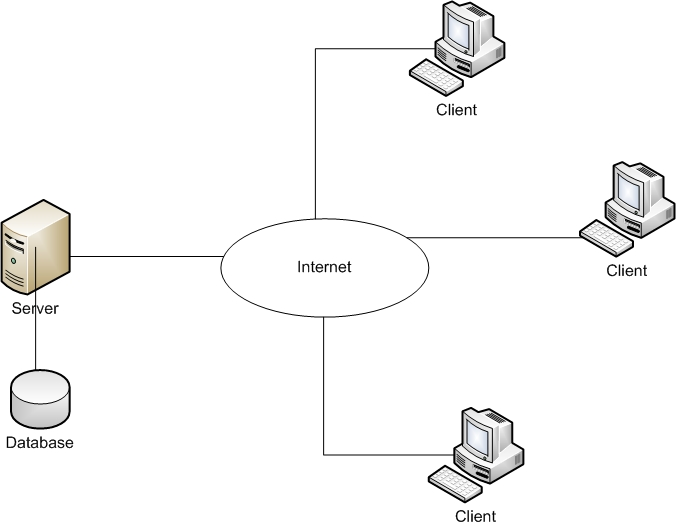 Client
Client
Internet
Server
Database
Client